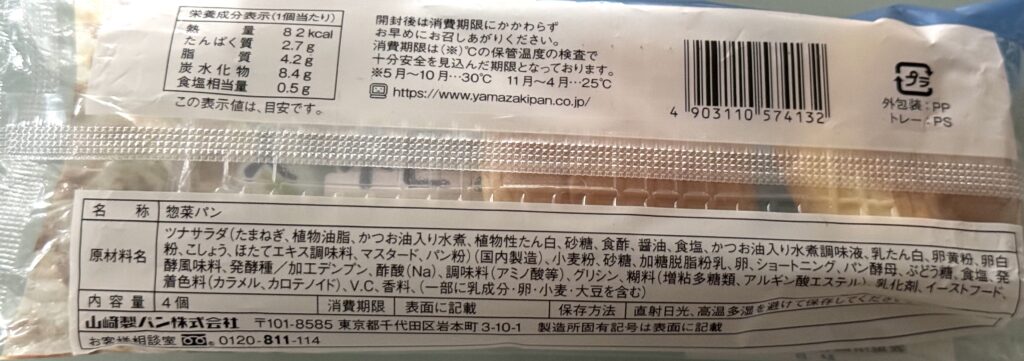 栄養成分表示(1個当たり)
熱量 82kcal
たんぱく質 2.7g
脂質 4.2g
炭水化物 8.4g
食塩相当量 0.5g
この表示値は、目安です。
開封後は消費期限にかかわらず
お早めにお召しあがりください。
消費期限は(※)℃の保管温度の検査で
十分安全を見込んだ期限となっております。
※5月〜10月…30℃ 11月〜4月…25℃
https://www.yamazakipan.co.jp/
4 903110 574132
プラ
外包装:PP
トレー:PS
名称 惣菜パン
原材料名 ツナサラダ(たまねぎ、植物油脂、かつお油入り水煮、植物性たん白、砂糖、食酢、醤油、食塩、かつお油入り水煮調味液、乳たん白、卵黄粉、卵白
粉、こしょう、ほたてエキス調味料、マスタード、パン粉)(国内製造)、小麦粉、砂糖、加糖脱脂粉乳、卵、ショートニング、パン酵母、ぶどう糖、食塩、発
酵風味料、発酵種/加工デンプン、酢酸(Na)、調味料(アミノ酸等)、グリシン、糊料(増粘多糖類、アルギン酸エステル)、乳化剤、イーストフード、
着色料(カラメル、カロテノイド)、V.C、香料、(一部に乳成分・卵・小麦・大豆を含む)
内容量 4個 消費期限 表面に記載 保存方法 直射日光、高温多湿を避けて保存してください。
山崎製パン株式会社 〒101-8585 東京都千代田区岩本町3-10-1 製造所固有記号は表面に記載
お客様相談室 0120-811-114